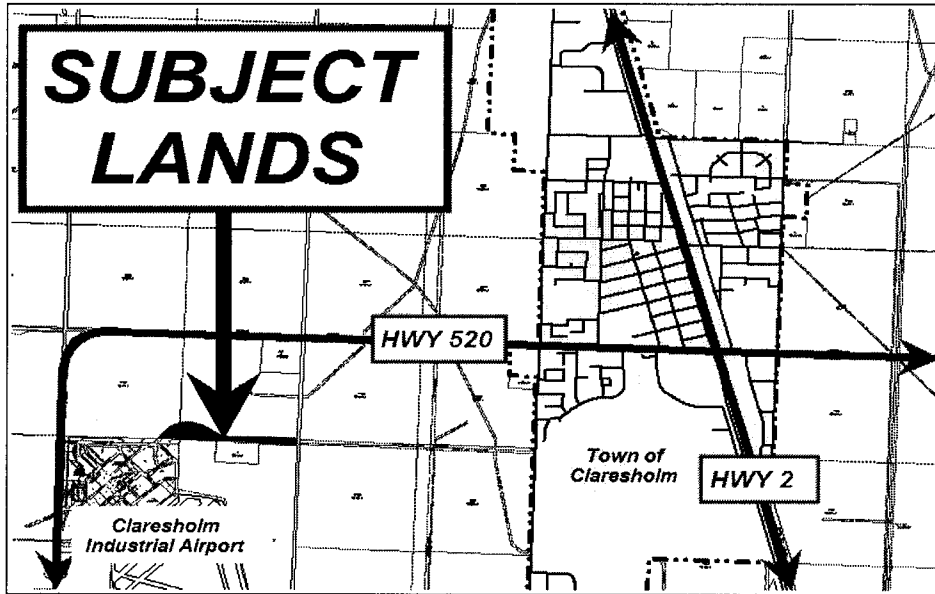 SUBJECT
LANDS
HWY 520
Town of
Claresholm
HWY 2
Claresholm
Industrial Airport